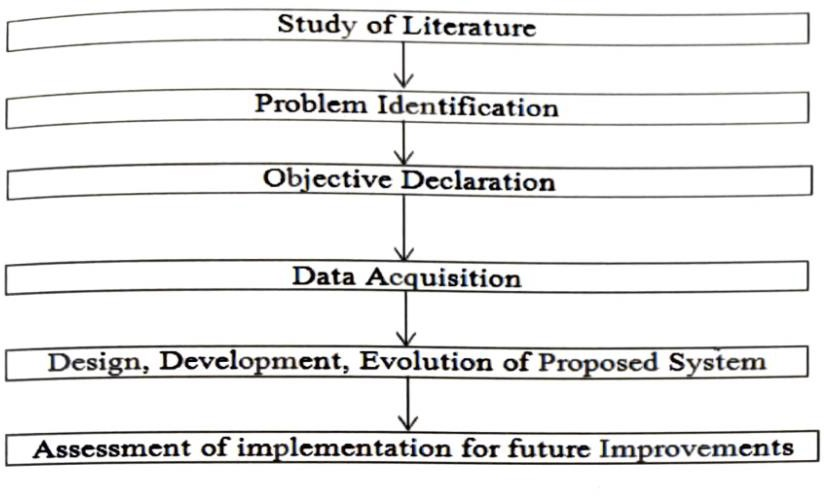 Study of Literature
Problem Identification
Objective Declaration
Data Acquisition
Design, Development, Evolution of Proposed System
Assessment of implementation for future Improvements